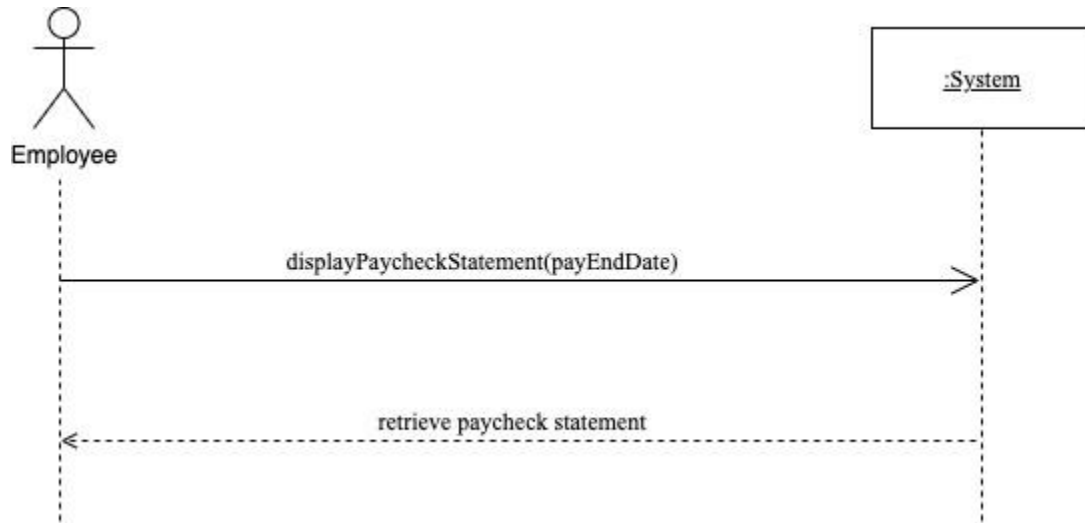 :System
Employee
displayPaycheckStatement(payEndDate)
retrieve paycheck statement